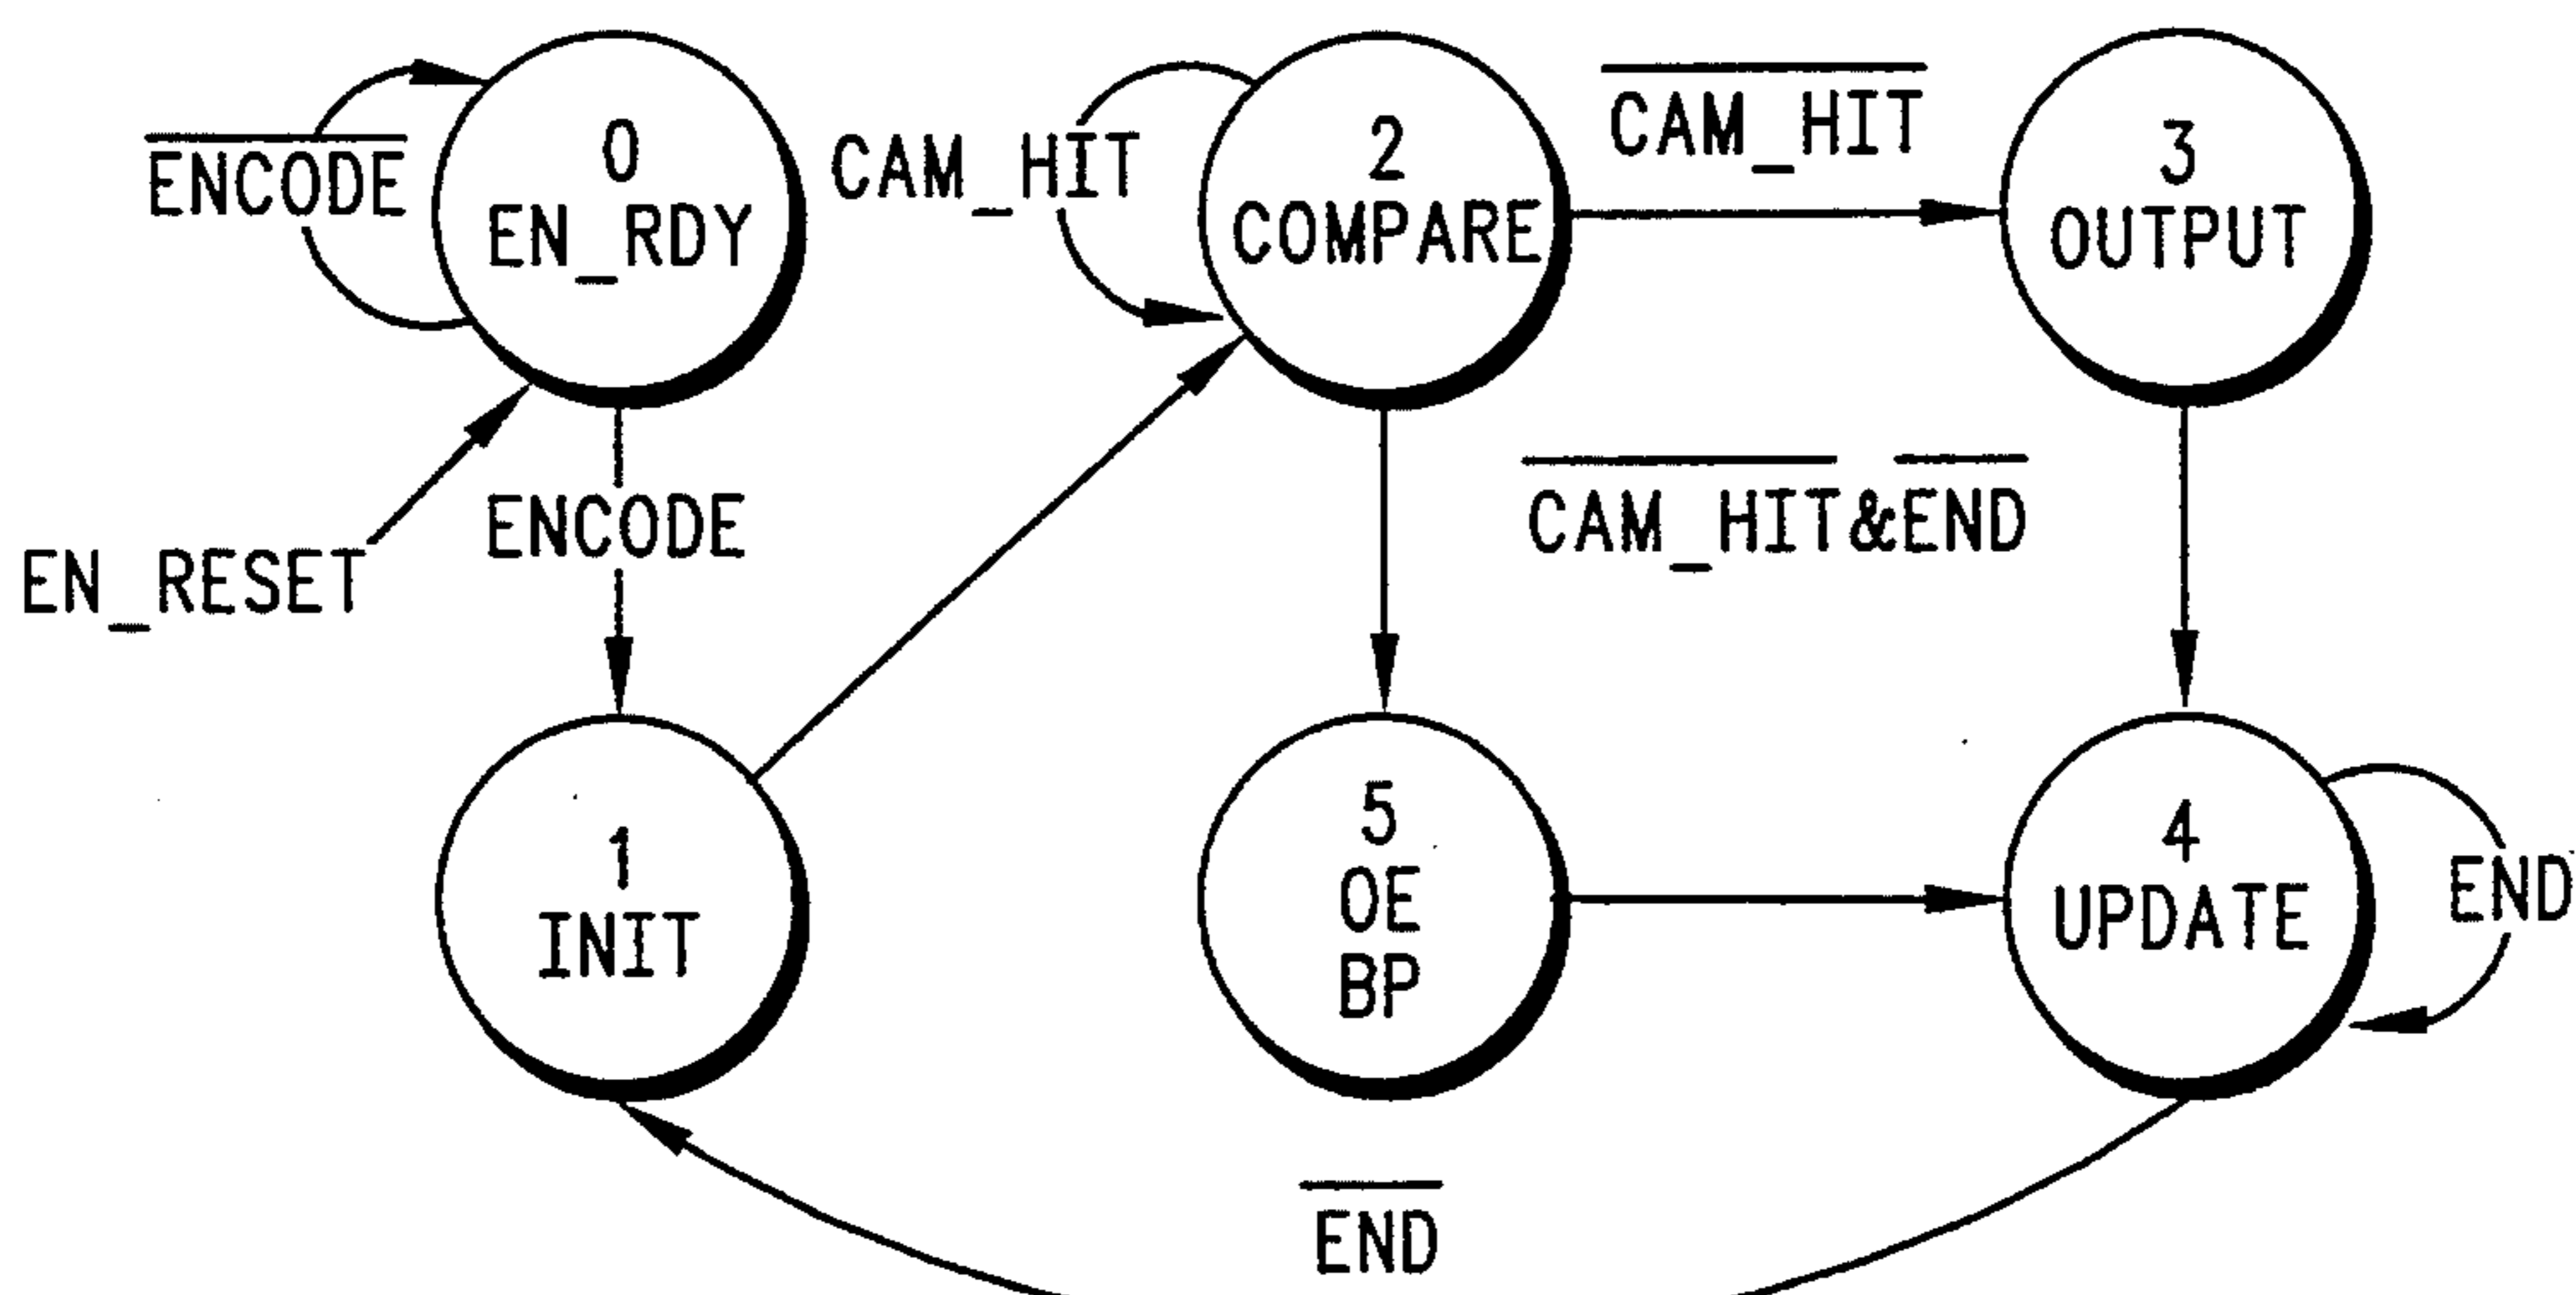 0
EN_RDY
ENCODE
ENCODE
EN_RESET
1
INIT
CAM_HIT
2
COMPARE
CAM_HIT
3
OUTPUT
CAM_HIT&END
5
OE
BP
4
UPDATE
END
END